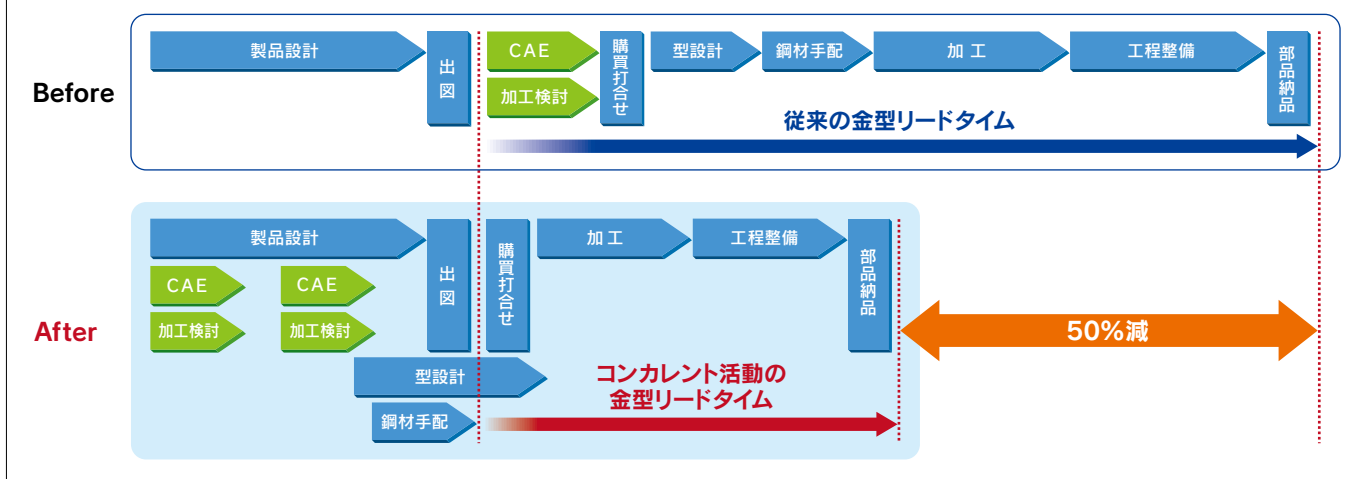 Before
製品設計
出図
CAE
加工検討
購買打合せ
型設計
鋼材手配
加工
工程整備
部品納品
従来の金型リードタイム
After
製品設計
CAE
CAE
加工検討
加工検討
出図
購買打合せ
加工
工程整備
部品納品
型設計
鋼材手配
コンカレント活動の
金型リードタイム
50%減